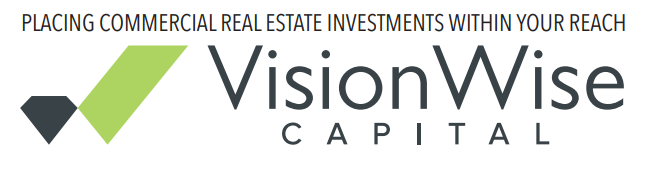 PLACING COMMERCIAL REAL ESTATE INVESTMENTS WITHIN YOUR REACH
VisionWise
CAPITAL